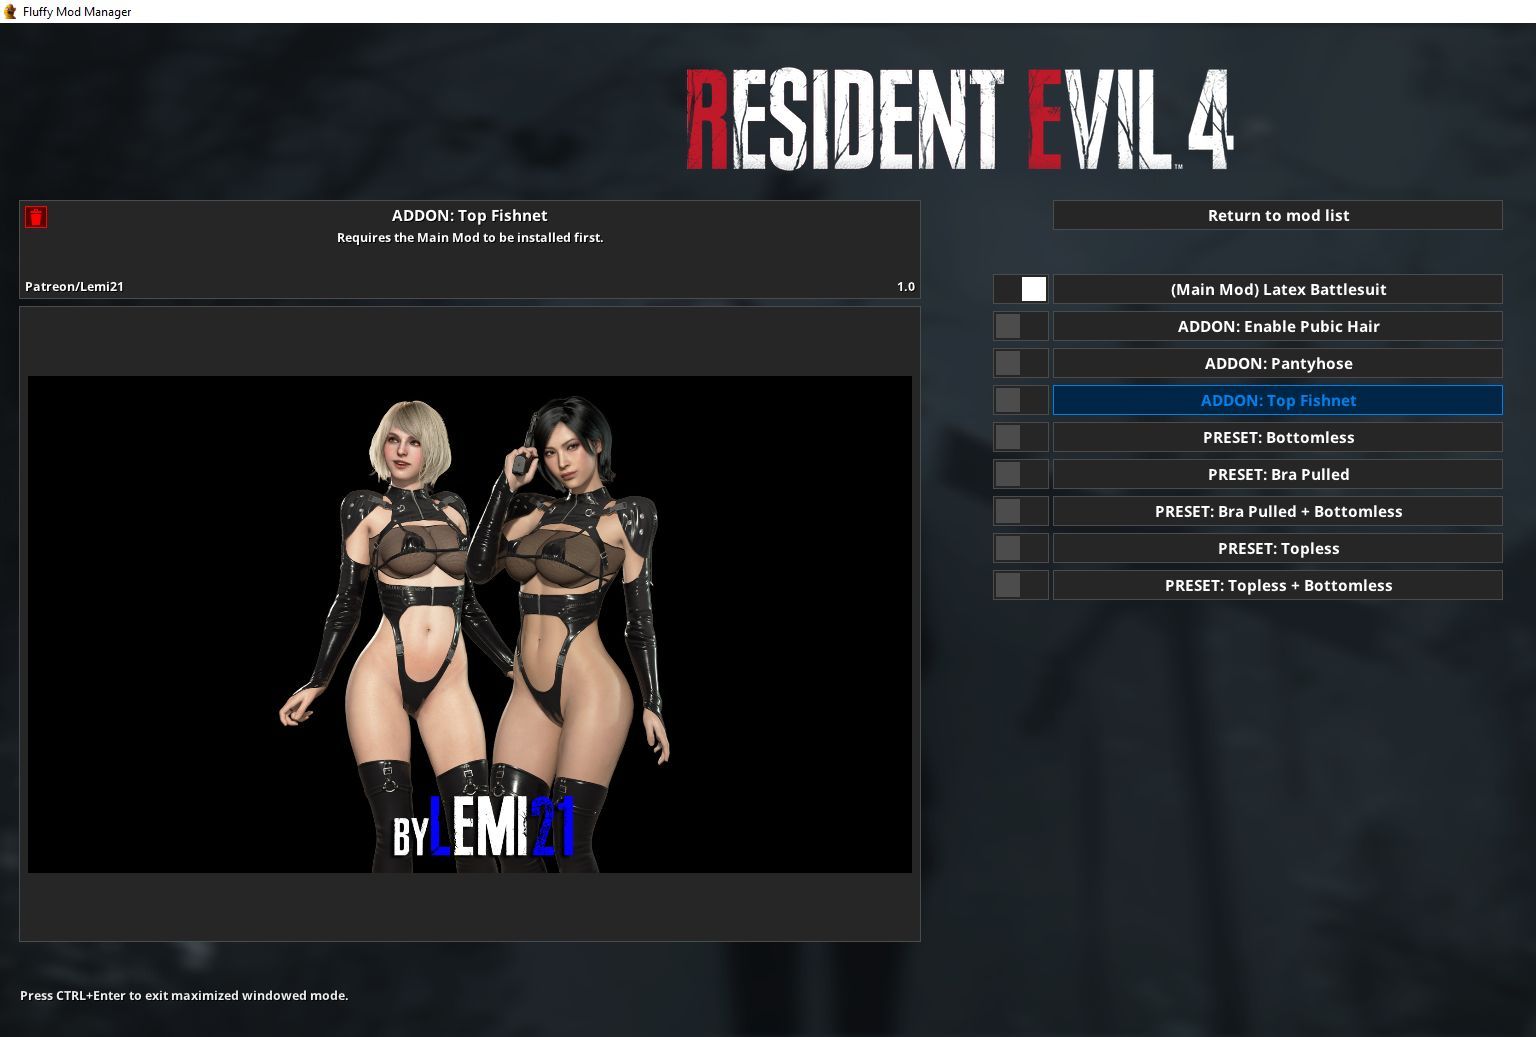 Fluffy Mod Manager
RESIDENT EVIL 4
ADDON: Top Fishnet
Requires the Main Mod to be installed first.
Patreon/Lemi21
1.0
Return to mod list
(Main Mod) Latex Battlesuit
ADDON: Enable Pubic Hair
ADDON: Pantyhose
ADDON: Top Fishnet
PRESET: Bottomless
PRESET: Bra Pulled
PRESET: Bra Pulled + Bottomless
PRESET: Topless
PRESET: Topless + Bottomless
BY LEMI21
Press CTRL+Enter to exit maximized windowed mode.